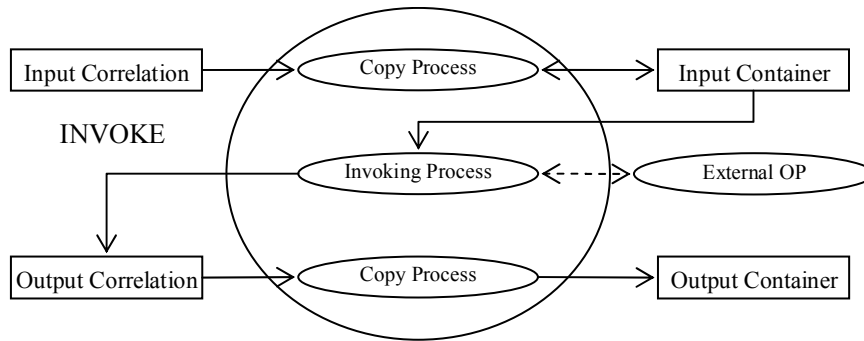 Input Correlation
Copy Process
Input Container
INVOKE
Invoking Process
External OP
Output Correlation
Copy Process
Output Container